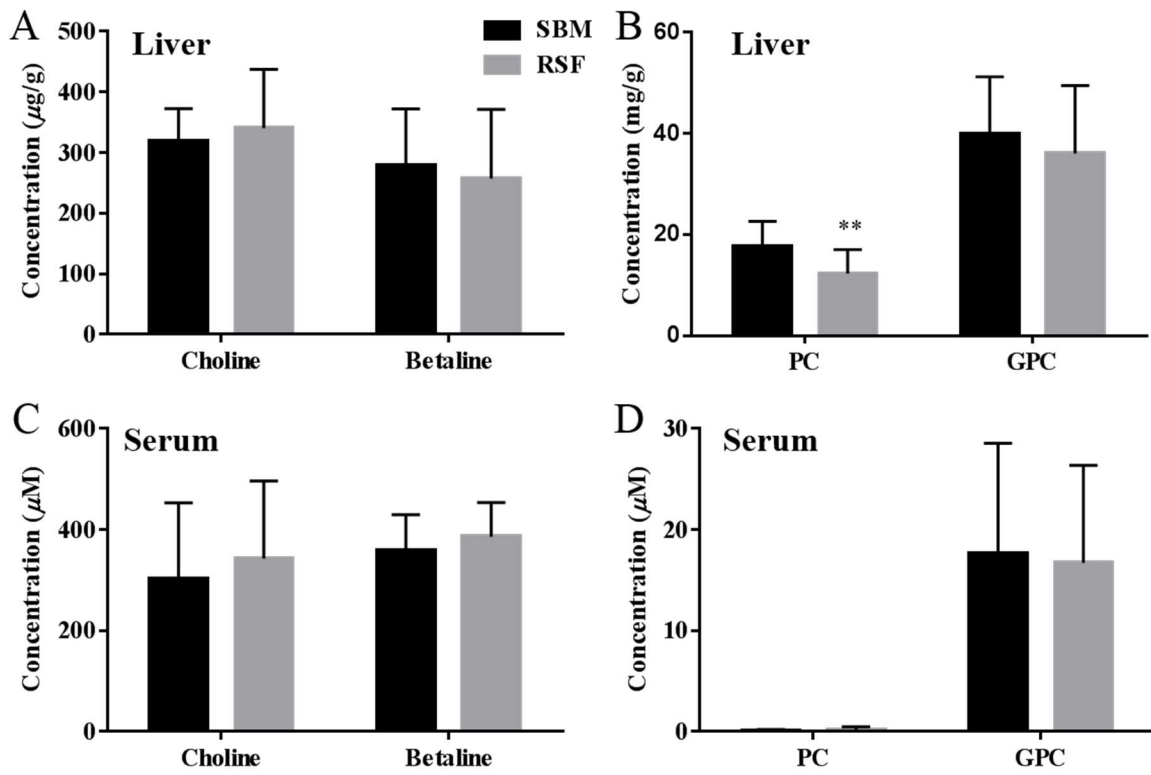 A
Liver
SBM
RSF
Concentration (µg/g)
500
400
300
200
100
0
Choline
Betaline
B
Liver
Concentration (mg/g)
60
40
20
0
**
PC
GPC
C
Serum
Concentration (µM)
600
400
200
0
Choline
Betaline
D
Serum
Concentration (µM)
30
20
10
0
PC
GPC